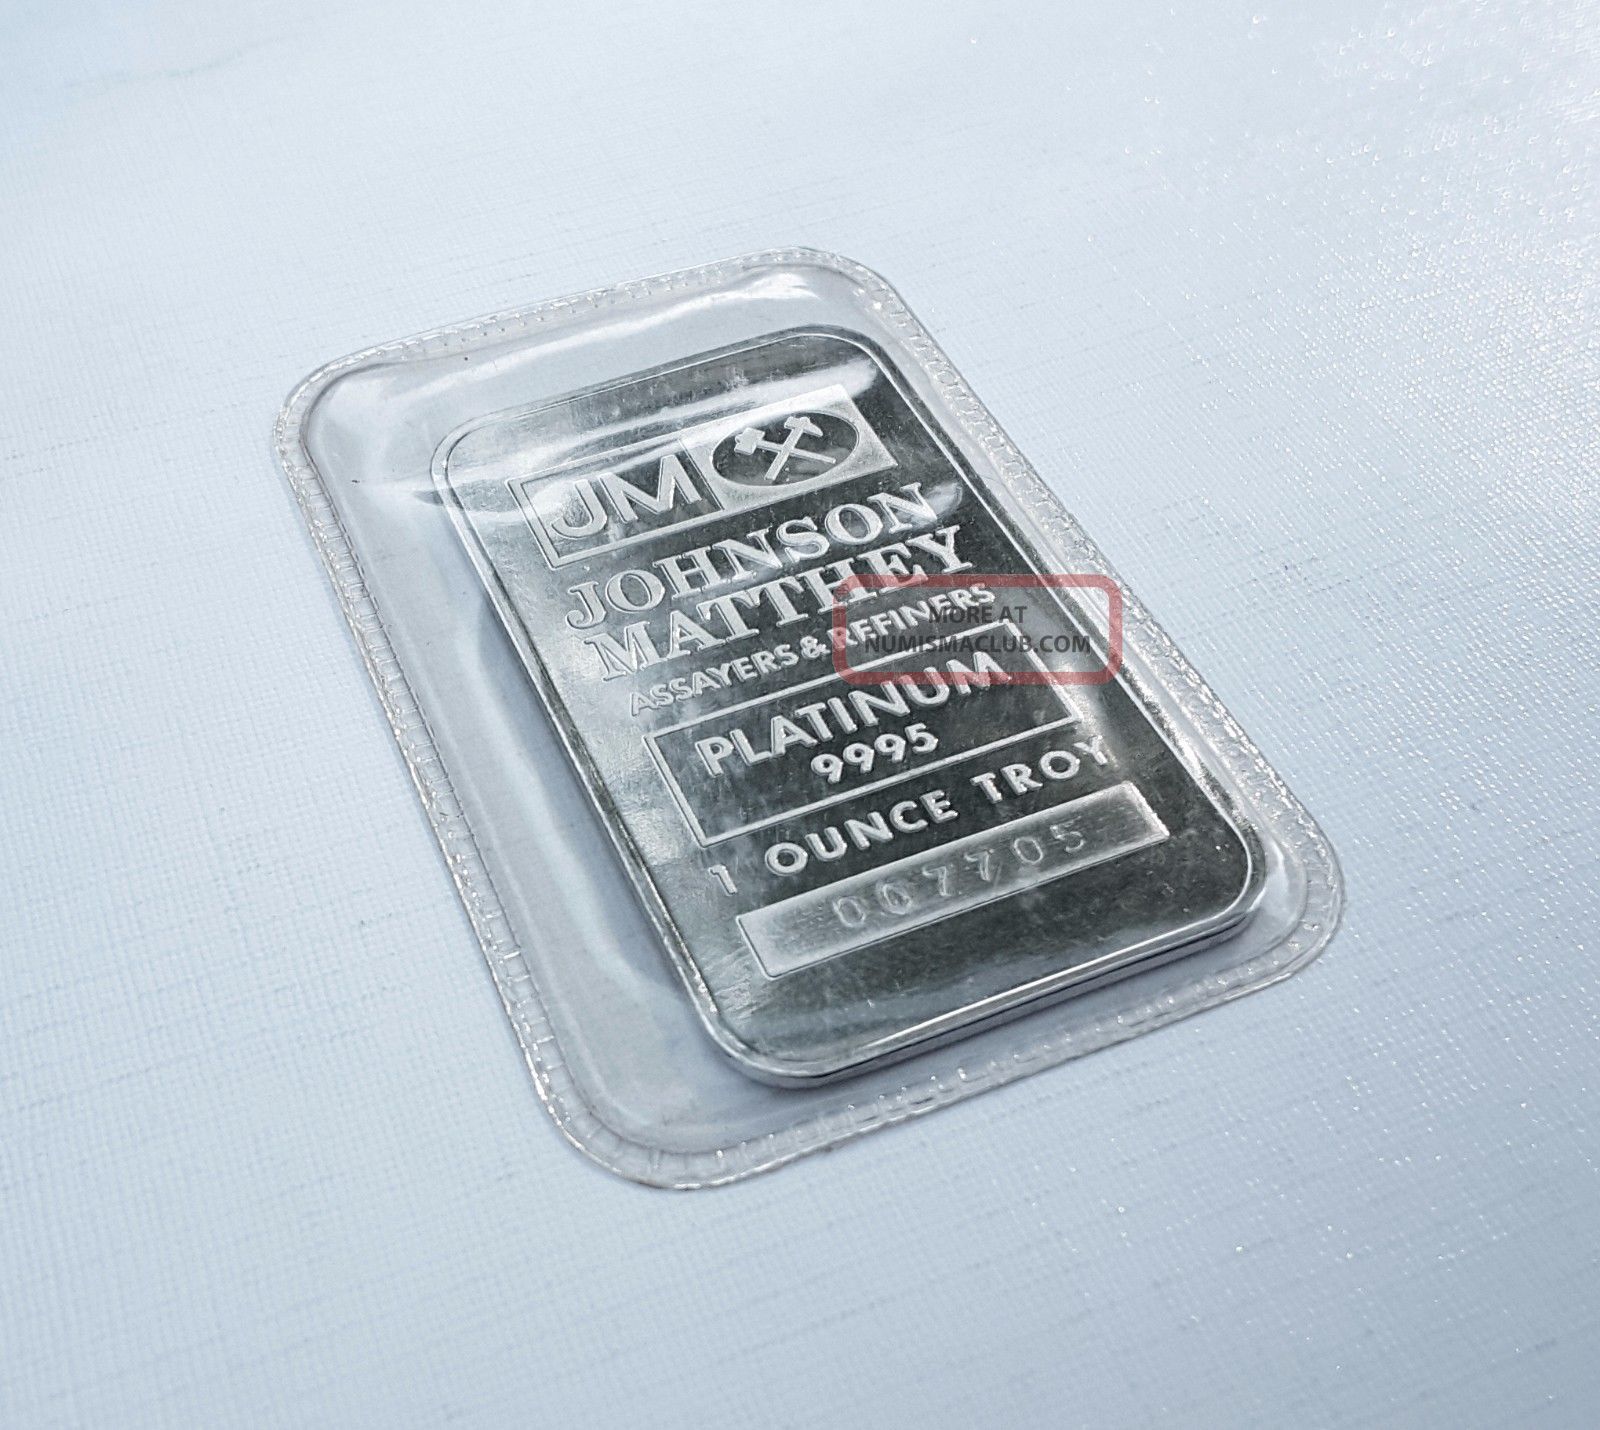 JM
JOHNSON
MATTHEY
ASSAYERS & REFINERS
PLATINUM
9995
1 OUNCE TROY
007705
MORE AT
NUMISMACLUB.COM